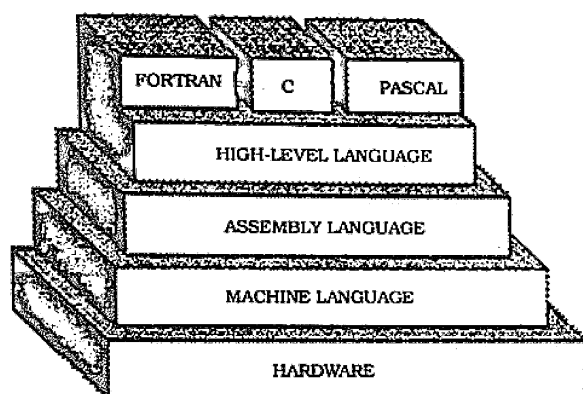 FORTRAN C PASCAL
HIGH-LEVEL LANGUAGE
ASSEMBLY LANGUAGE
MACHINE LANGUAGE
HARDWARE